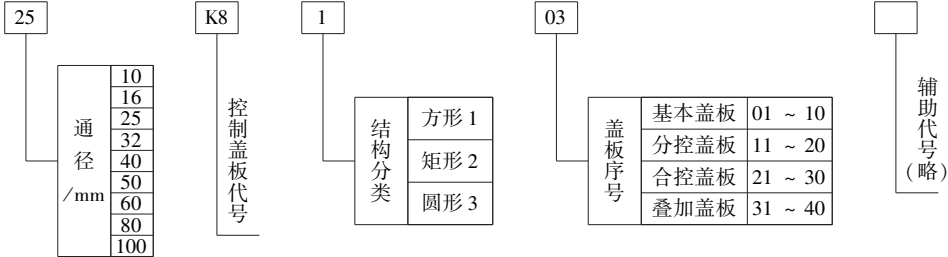 25
通径/mm
10
16
25
32
40
50
60
80
100
K8
控制盖板代号
1
结构分类
方形 1
矩形 2
圆形 3
03
盖板序号
基本盖板 01 ~ 10
分控盖板 11 ~ 20
合控盖板 21 ~ 30
叠加盖板 31 ~ 40
辅助代号(略)